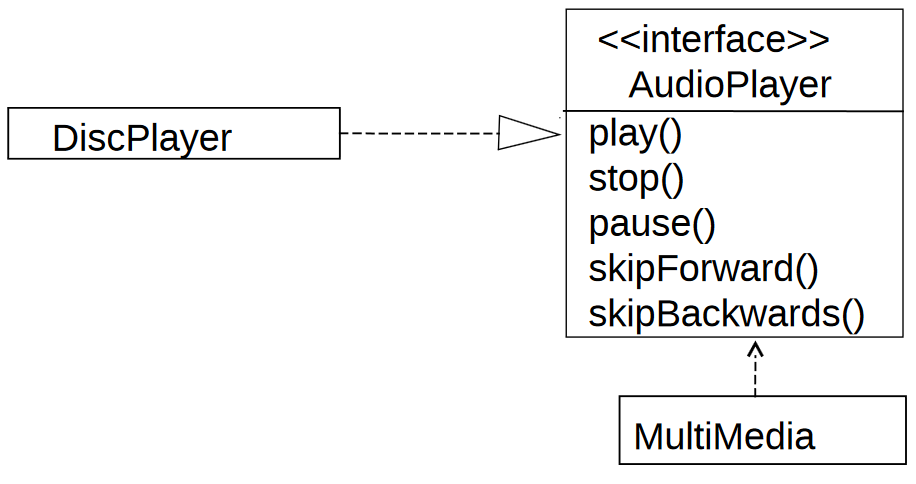 <<interface>>
AudioPlayer
DiscPlayer
play()
stop()
pause()
skipForward()
skipBackwards()
MultiMedia